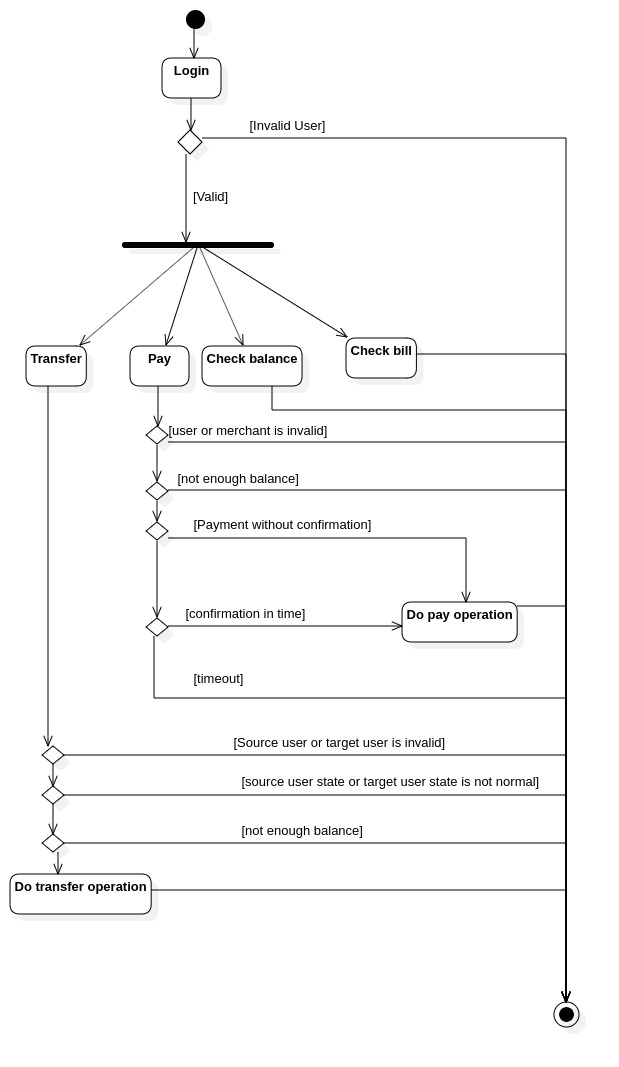 Login
[Invalid User]
[Valid]
Transfer
Pay
Check balance
Check bill
[user or merchant is invalid]
[not enough balance]
[Payment without confirmation]
[confirmation in time]
Do pay operation
[timeout]
[Source user or target user is invalid]
[source user state or target user state is not normal]
[not enough balance]
Do transfer operation